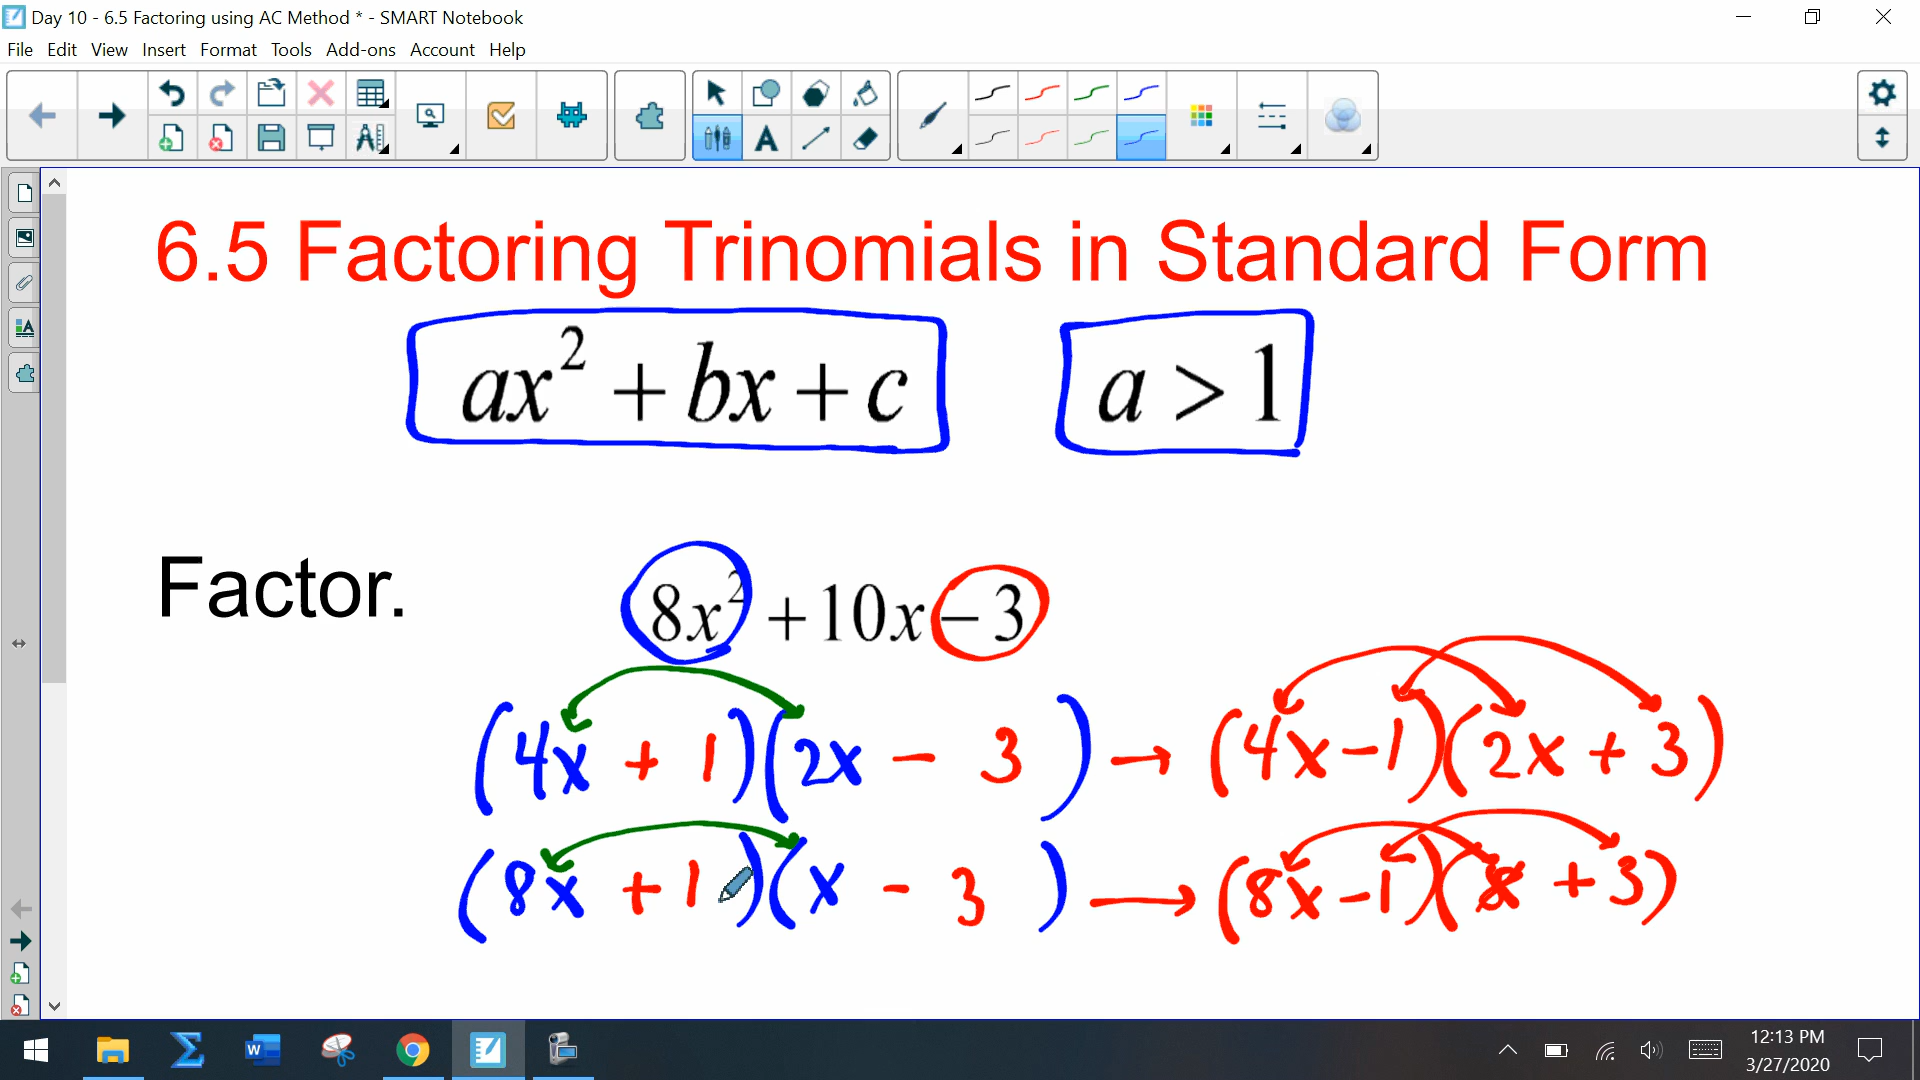 Day 10 - 6.5 Factoring using AC Method * - SMART Notebook
File Edit View Insert Format Tools Add-ons Account Help
6.5 Factoring Trinomials in Standard Form
ax² + bx + c    a > 1
Factor.    8x² + 10x − 3
(4x + 1)(2x − 3) → (4x − 1)(2x + 3)
(8x + 1)(x − 3) → (8x − 1)(x + 3)
12:13 PM
3/27/2020